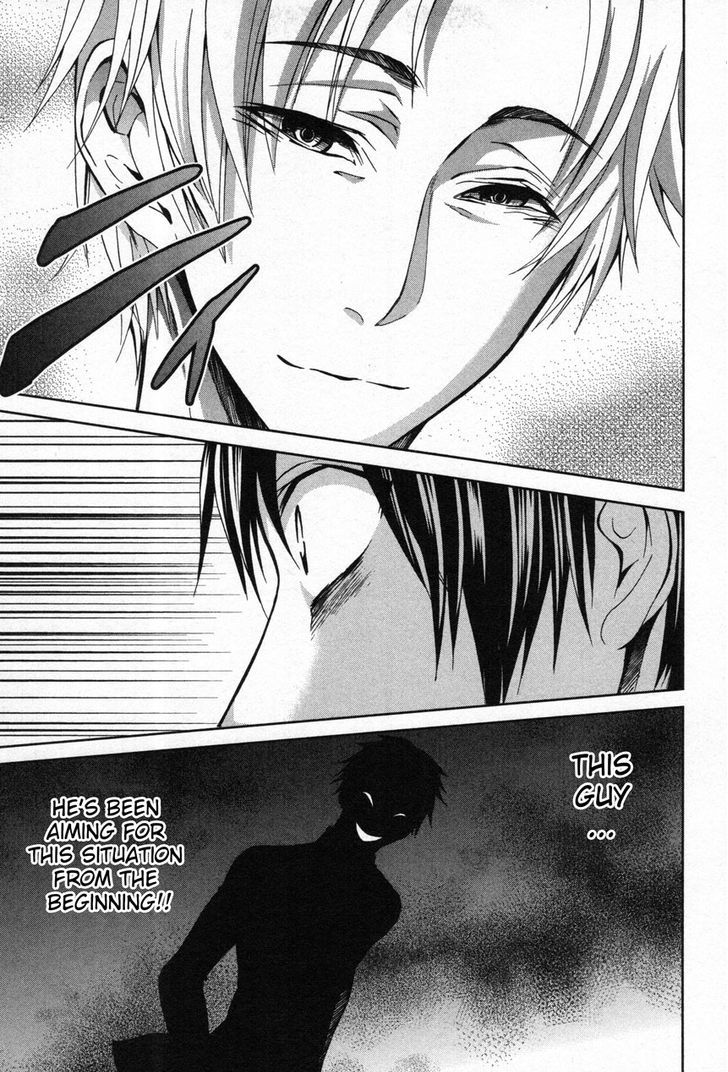 THIS
GUY
...
HE'S BEEN
AIMING FOR
THIS SITUATION
FROM THE
BEGINNING!!